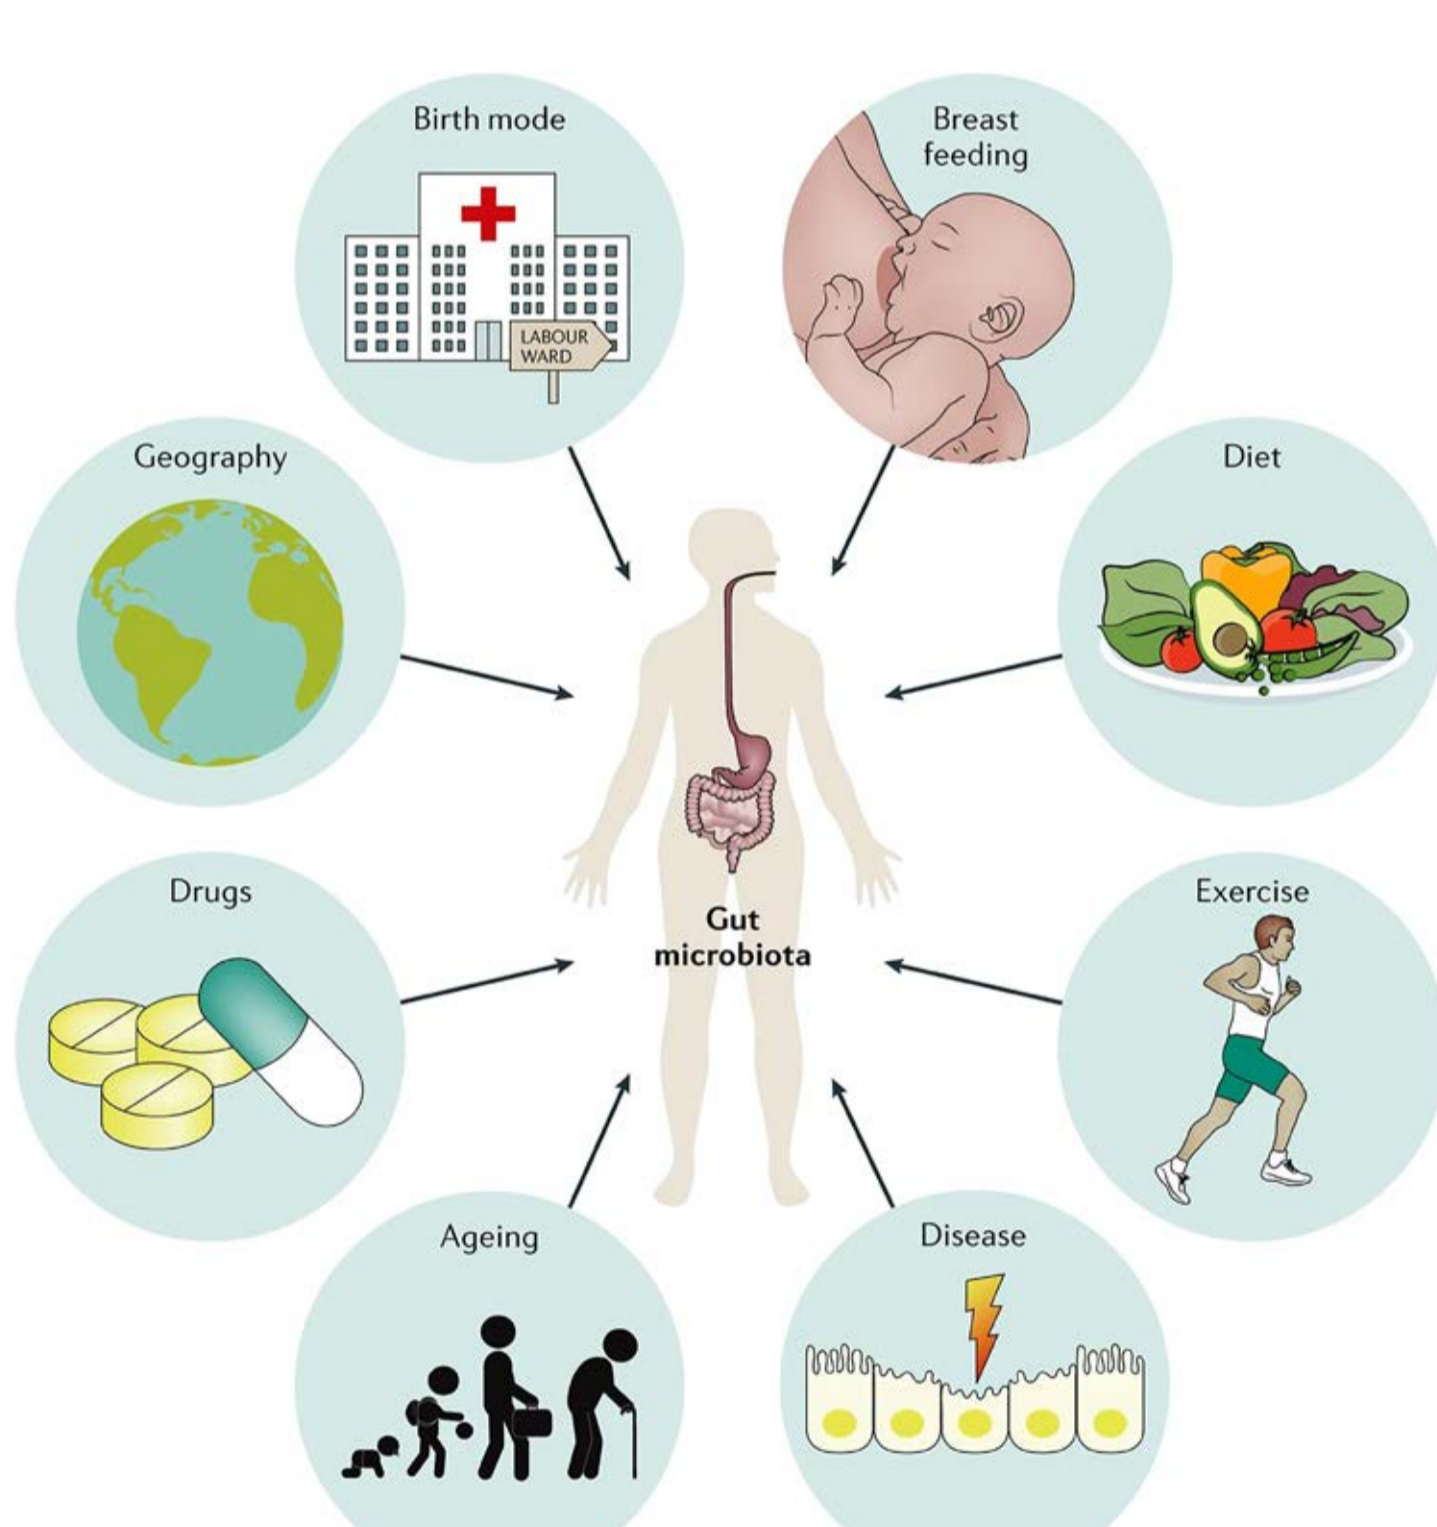 Birth mode
LABOUR
WARD
Breast
feeding
Geography
Diet
Drugs
Exercise
Gut
microbiota
Ageing
Disease